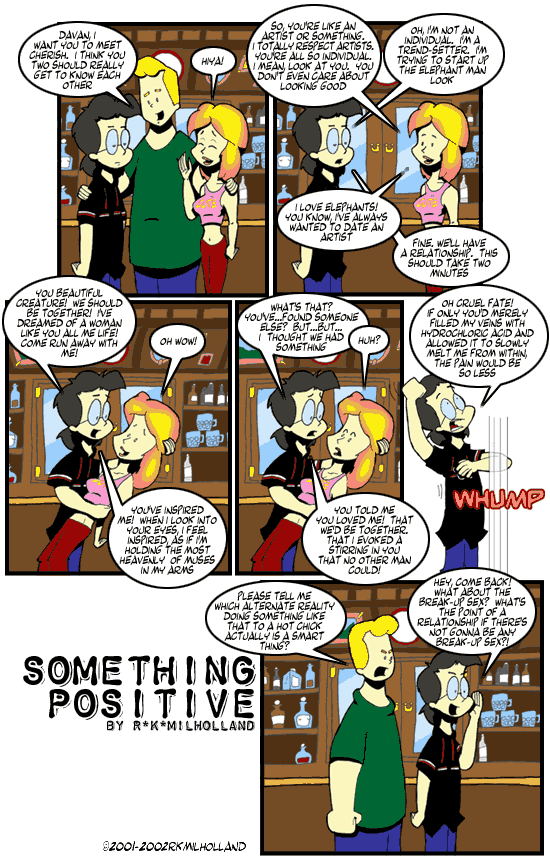 DAVAN, I
WANT YOU TO MEET
CHERISH. I THINK YOU
TWO SHOULD REALLY
GET TO KNOW EACH
OTHER
HIYA!
SO, YOU'RE LIKE AN
ARTIST OR SOMETHING.
I TOTALLY RESPECT ARTISTS.
YOU'RE ALL SO INDIVIDUAL.
I MEAN, LOOK AT YOU. YOU
DON'T EVEN CARE ABOUT
LOOKING GOOD
OH, I'M NOT AN
INDIVIDUAL. I'M A
TREND-SETTER. I'M
TRYING TO START UP
THE ELEPHANT MAN
LOOK
I LOVE ELEPHANTS!
YOU KNOW, I'VE ALWAYS
WANTED TO DATE AN
ARTIST
FINE. WE'LL HAVE
A RELATIONSHIP. THIS
SHOULD TAKE TWO
MINUTES
YOU BEAUTIFUL
CREATURE! WE SHOULD
BE TOGETHER! I'VE
DREAMED OF A WOMAN
LIKE YOU ALL ME LIFE!
COME RUN AWAY WITH
ME!
OH WOW!
YOU'VE INSPIRED
ME! WHEN I LOOK INTO
YOUR EYES, I FEEL
INSPIRED, AS IF I'M
HOLDING THE MOST
HEAVENLY OF MUSES
IN MY ARMS
WHAT'S THAT?
YOU'VE...FOUND SOMEONE
ELSE? BUT...BUT...
I THOUGHT WE HAD
SOMETHING
HUH?
YOU TOLD ME
YOU LOVED ME! THAT
WE'D BE TOGETHER.
THAT I EVOKED A
STIRRING IN YOU
THAT NO OTHER MAN
COULD!
OH CRUEL FATE!
IF ONLY YOU'D MERELY
FILLED MY VEINS WITH
HYDROCHLORIC ACID AND
ALLOWED IT TO SLOWLY
MELT ME FROM WITHIN,
THE PAIN WOULD BE
SO LESS
WHUMP
PLEASE TELL ME
WHICH ALTERNATE REALITY
DOING SOMETHING LIKE
THAT TO A HOT CHICK
ACTUALLY IS A SMART
THING?
HEY, COME BACK!
WHAT ABOUT THE
BREAK-UP SEX? WHAT'S
THE POINT OF A
RELATIONSHIP IF THERE'S
NOT GONNA BE ANY
BREAK-UP SEX?!
SOMETHING
POSITIVE
BY R*K*MILHOLLAND
©2001-2002RKMILHOLLAND